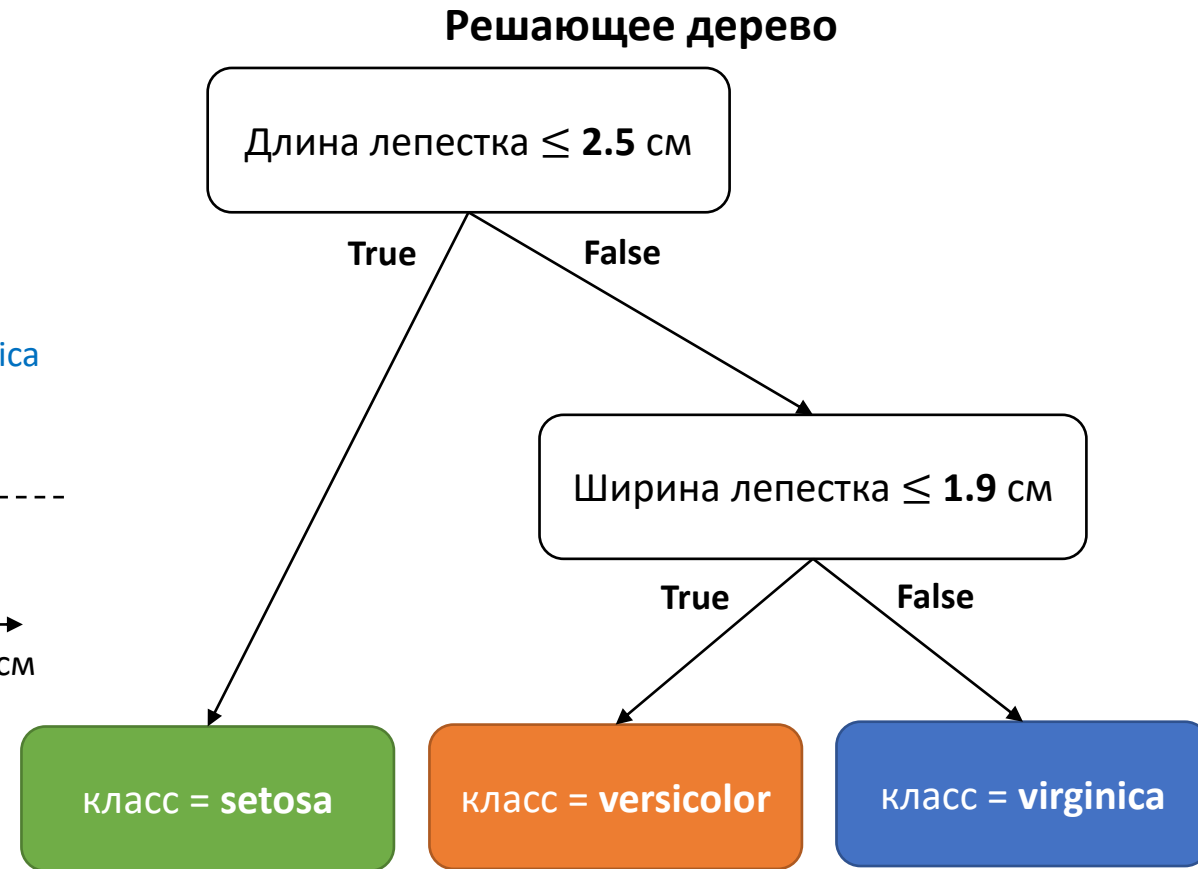 Решающее дерево
Длина лепестка ≤ 2.5 см
True
False
ica
Ширина лепестка ≤ 1.9 см
True
False
см
класс = setosa
класс = versicolor
класс = virginica